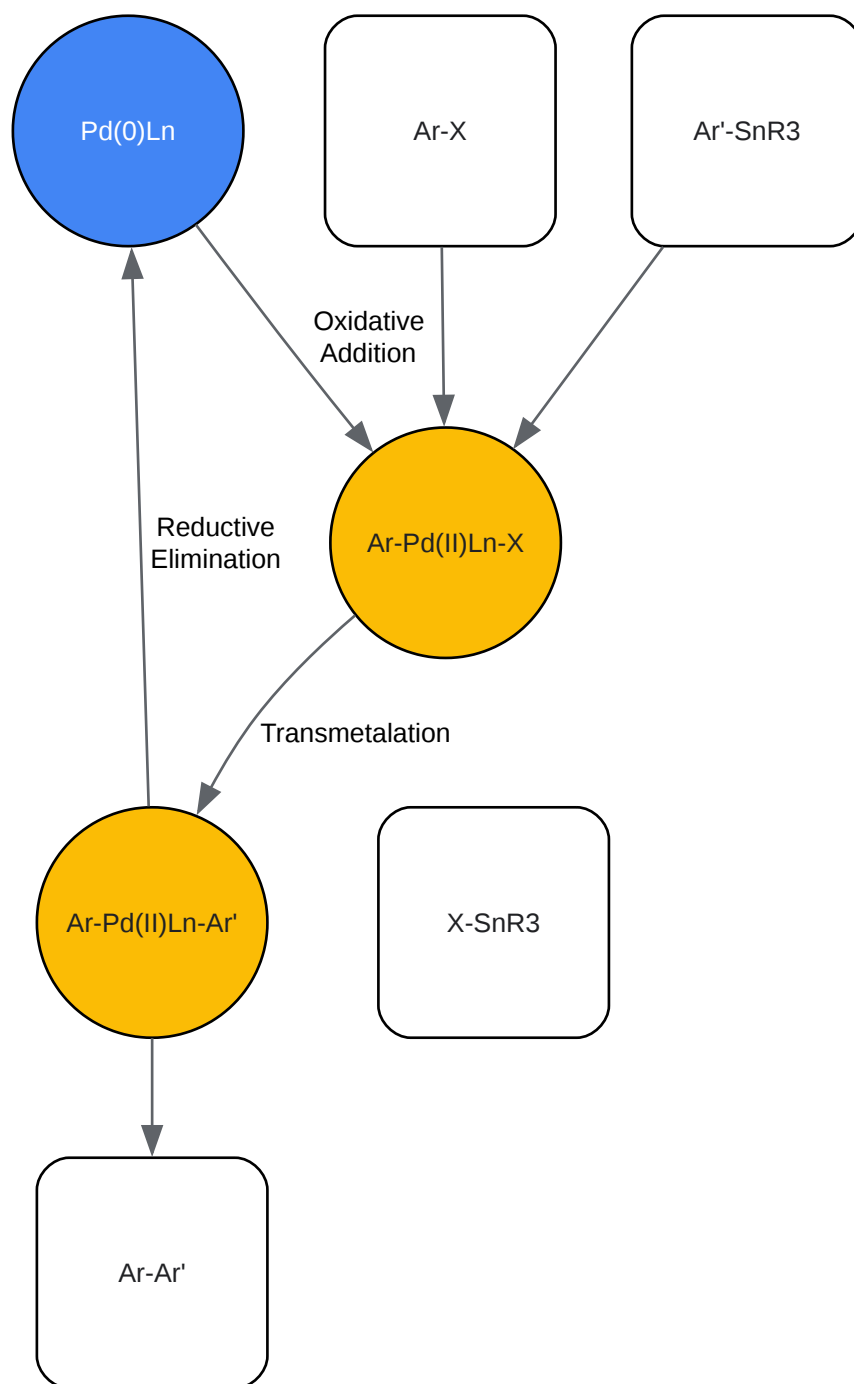 Pd(0)Ln
Ar-X
Ar'-SnR3
Oxidative
Addition
Ar-Pd(II)Ln-X
Reductive
Elimination
Transmetalation
Ar-Pd(II)Ln-Ar'
X-SnR3
Ar-Ar'